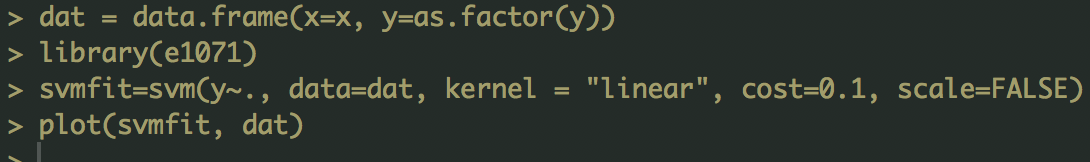 > dat = data.frame(x=x, y=as.factor(y))
> library(e1071)
> svmfit=svm(y~., data=dat, kernel = "linear", cost=0.1, scale=FALSE)
> plot(svmfit, dat)
>